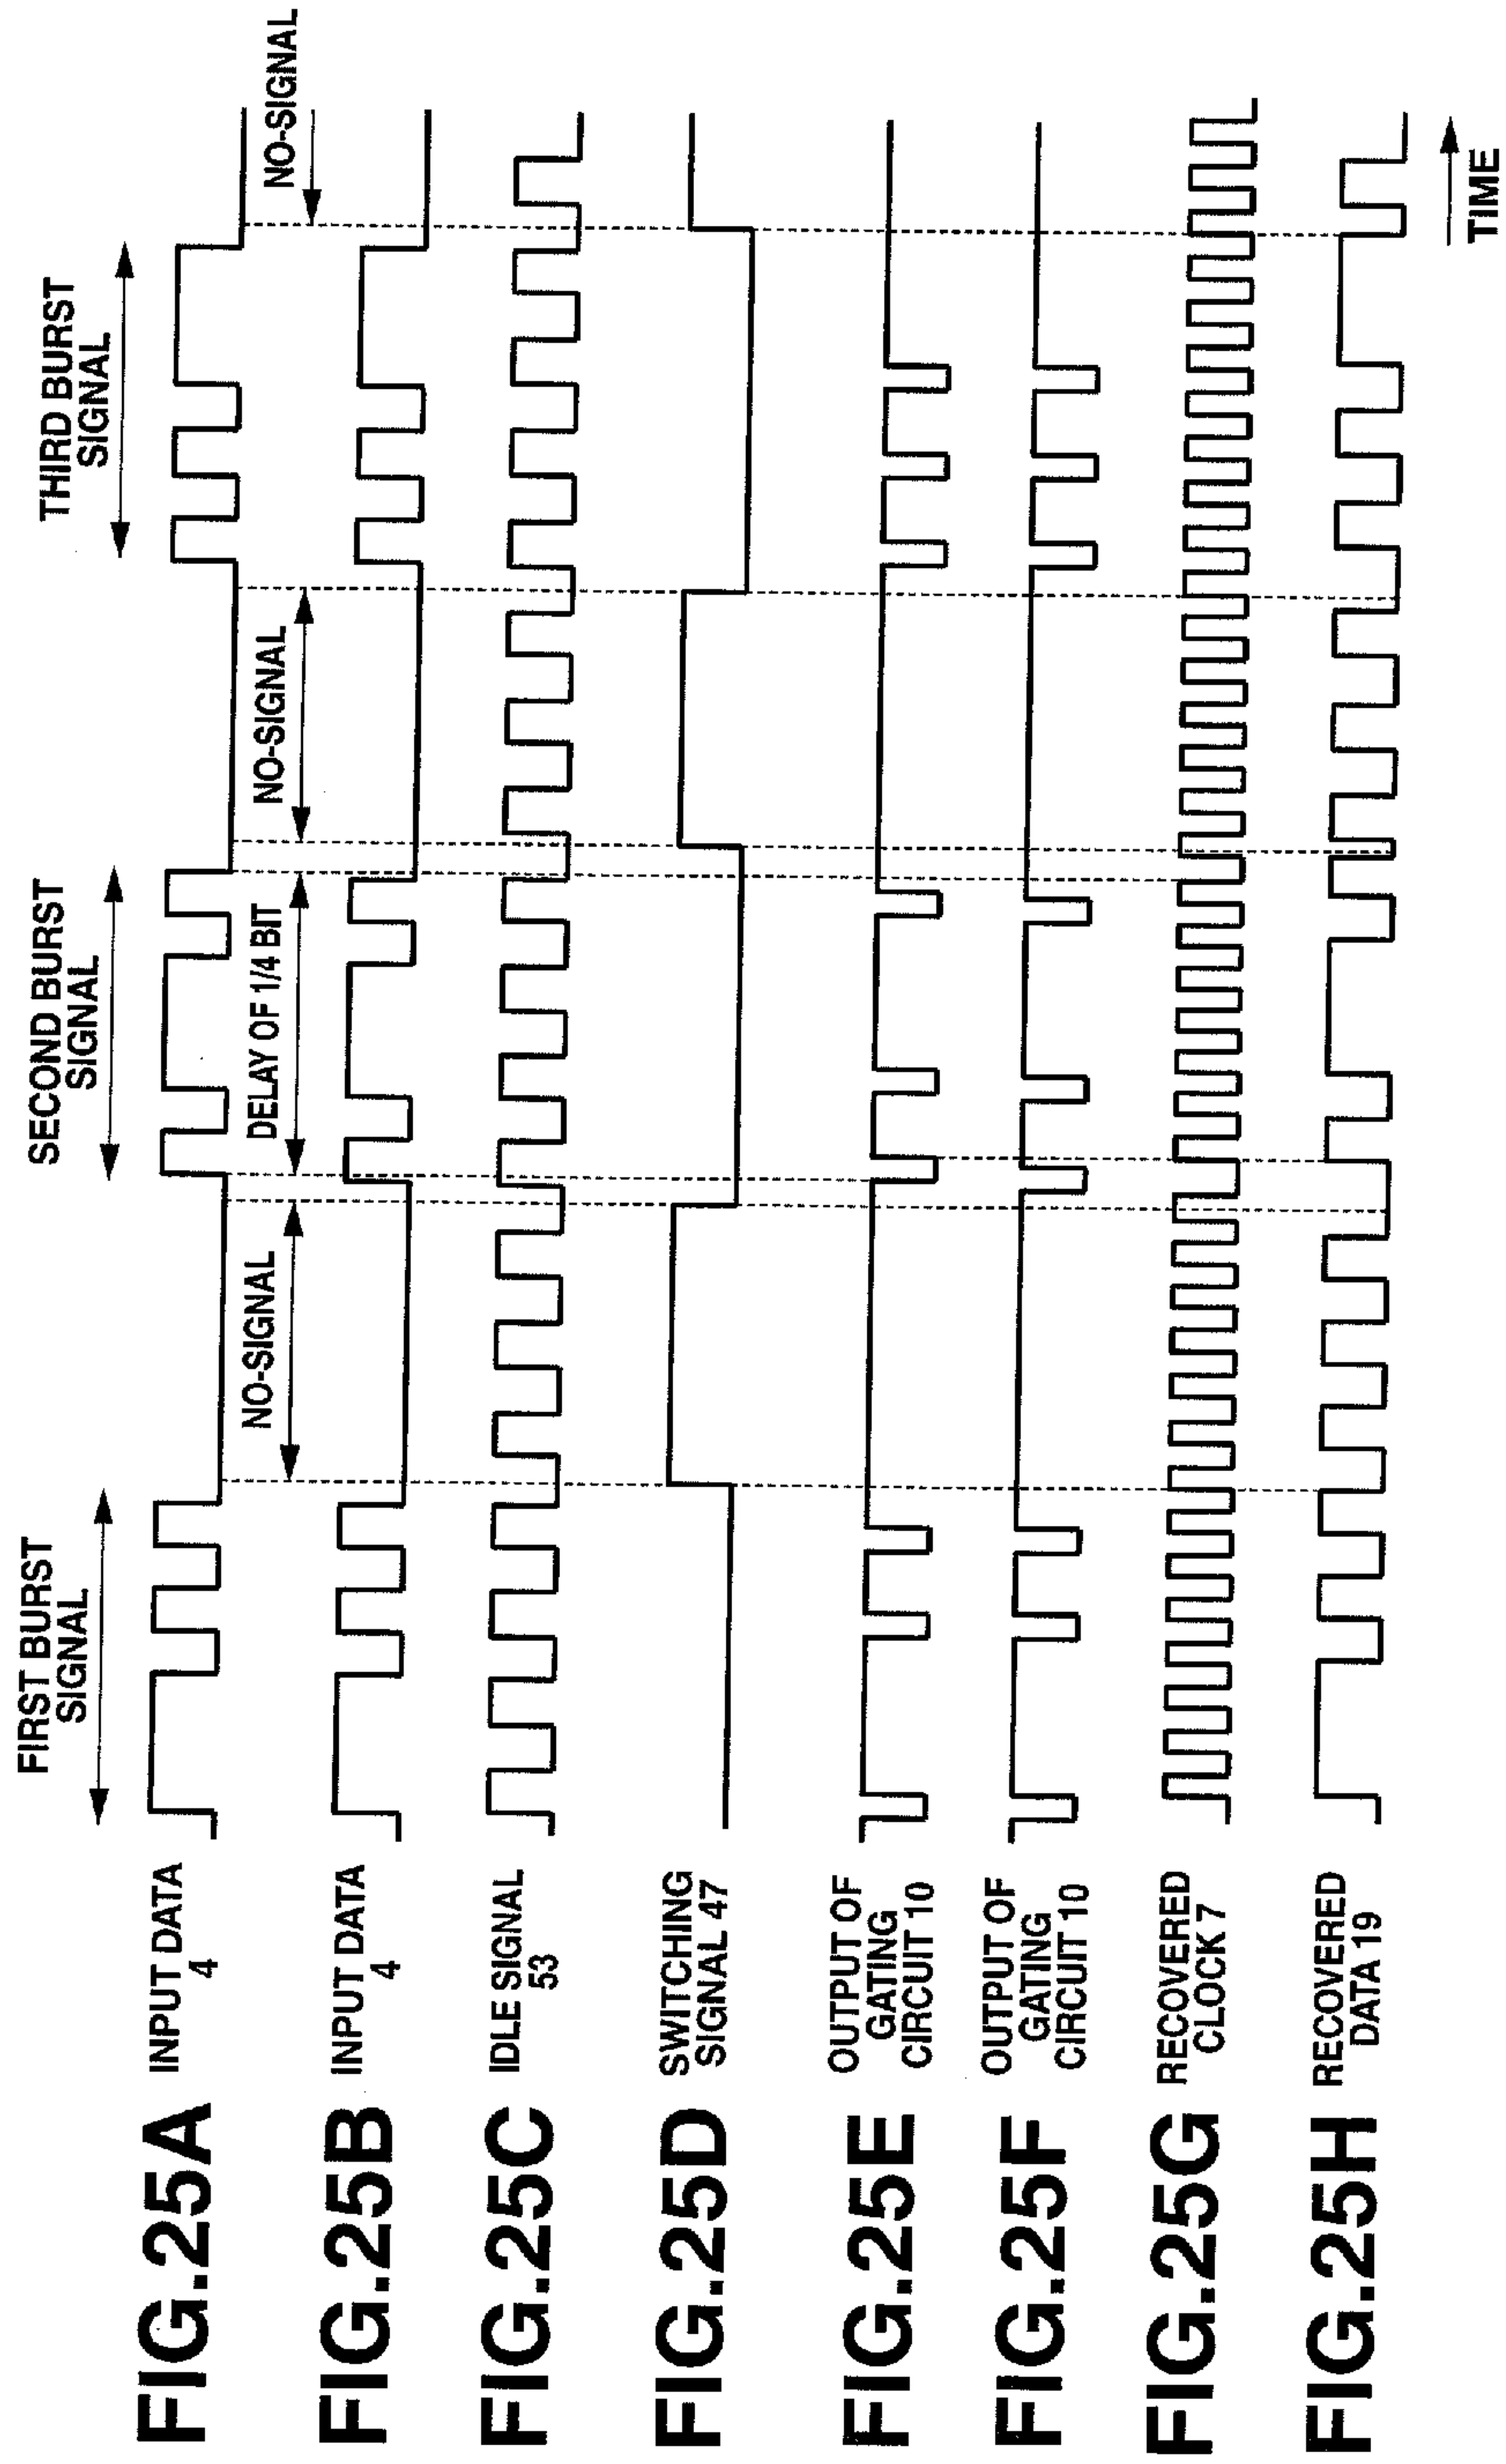 FIRST BURST
SIGNAL
SECOND BURST
SIGNAL
THIRD BURST
SIGNAL
FIG.25A
INPUT DATA
4
NO-SIGNAL
DELAY OF 1/4 BIT
NO-SIGNAL
NO-SIGNAL
FIG.25B
INPUT DATA
4
FIG.25C
IDLE SIGNAL
53
FIG.25D
SWITCHING
SIGNAL 47
FIG.25E
OUTPUT OF
GATING
CIRCUIT 10
FIG.25F
OUTPUT OF
GATING
CIRCUIT 10
FIG.25G
RECOVERED
CLOCK 7
FIG.25H
RECOVERED
DATA 19
TIME